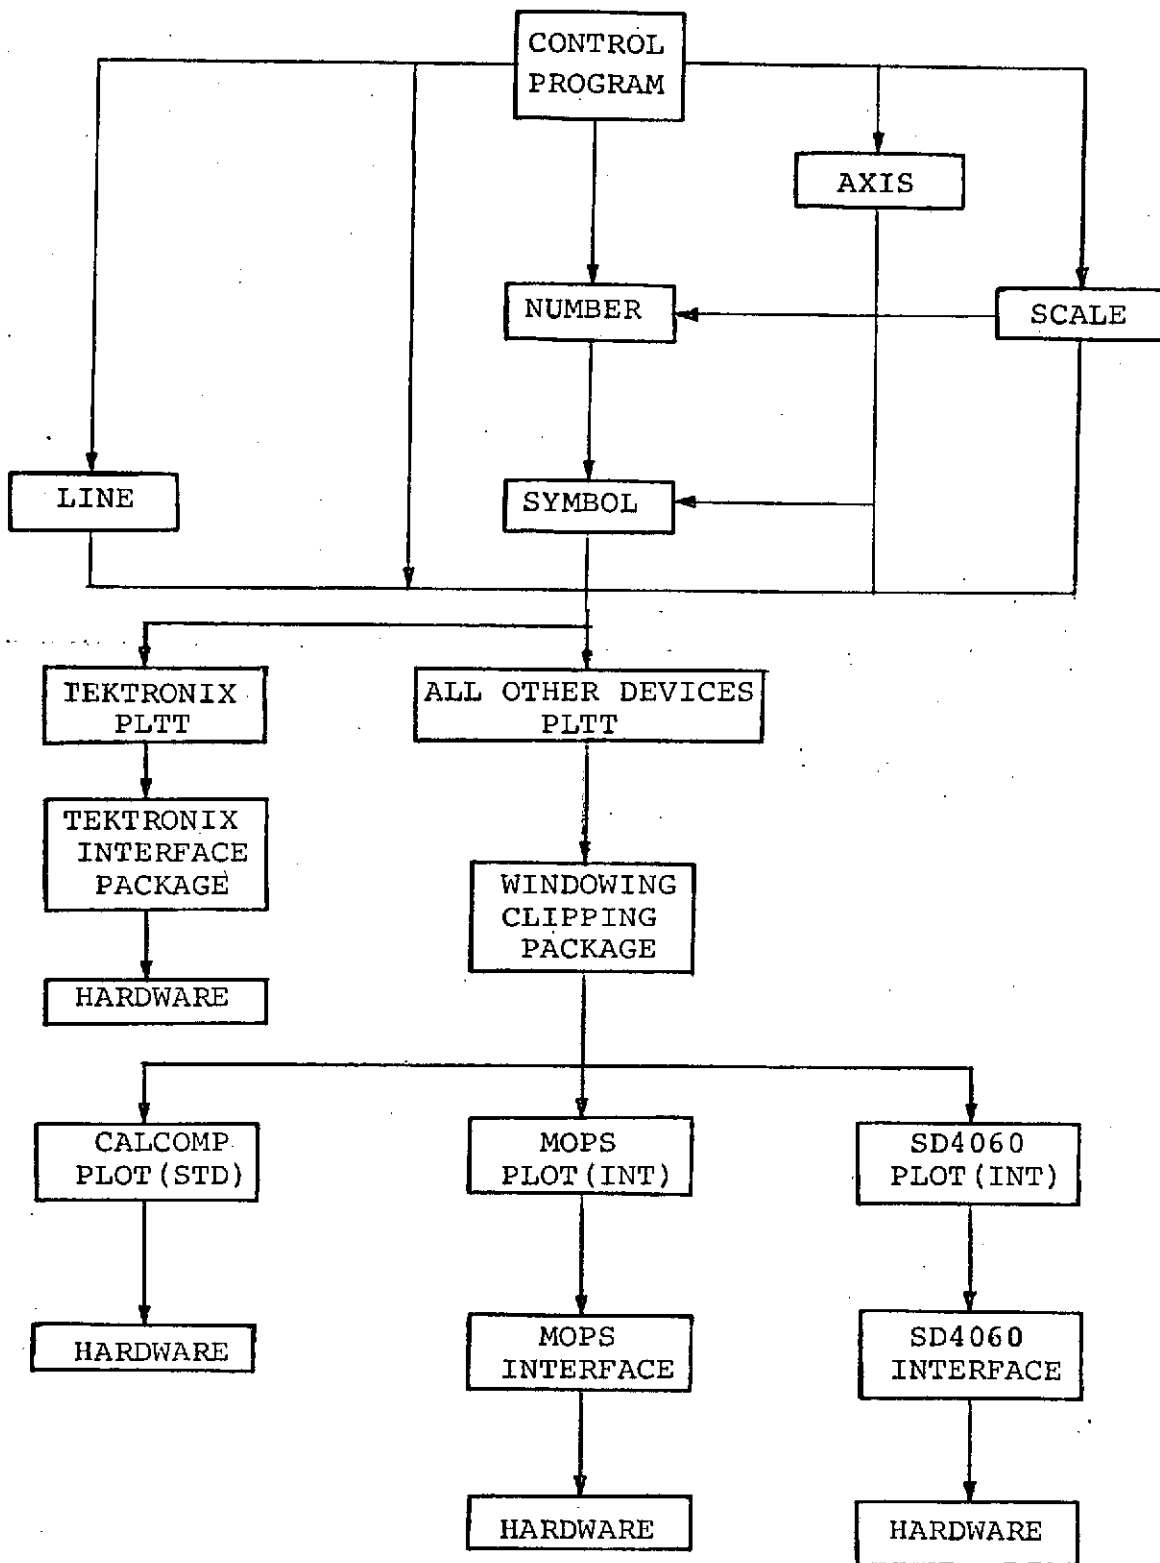 CONTROL
PROGRAM
AXIS
NUMBER
SCALE
LINE
SYMBOL
TEKTRONIX
PLTT
ALL OTHER DEVICES
PLTT
TEKTRONIX
INTERFACE
PACKAGE
WINDOWING
CLIPPING
PACKAGE
HARDWARE
CALCOMP
PLOT(STD)
MOPS
PLOT(INT)
SD4060
PLOT(INT)
HARDWARE
MOPS
INTERFACE
SD4060
INTERFACE
HARDWARE
HARDWARE